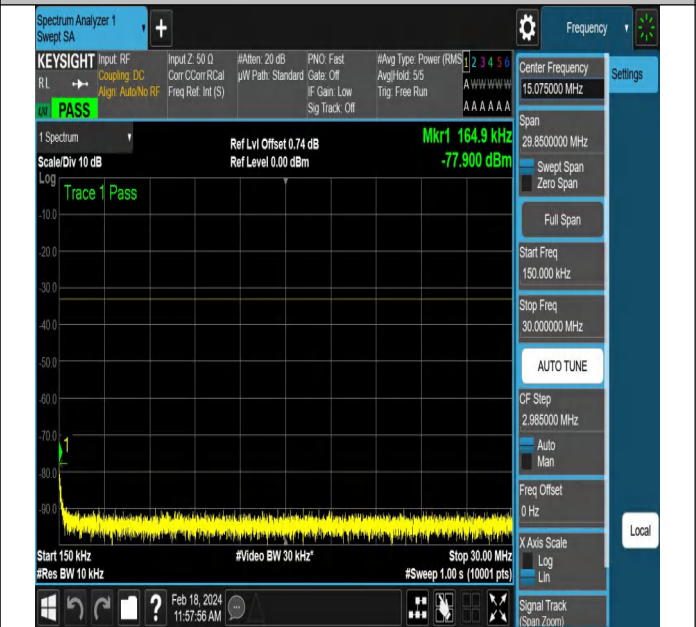 Spectrum Analyzer 1
Swept SA
+
Frequency
KEYSIGHT
RL
PASS
Input: RF
Coupling: DC
Align: Auto/No RF
Input Z: 50 Ω
Corr CCorr RCal
Freq Ref: Int (S)
#Atten: 20 dB
µW Path: Standard
PNO: Fast
Gate: Off
IF Gain: Low
Sig Track: Off
#Avg Type: Power (RMS
Avg|Hold: 5/5
Trig: Free Run
1 2 3 4 5 6
A W W W W W
A A A A A A
1 Spectrum
Scale/Div 10 dB
Ref Lvl Offset 0.74 dB
Ref Level 0.00 dBm
Mkr1 164.9 kHz
-77.900 dBm
Log
Trace 1 Pass
-10.0
-20.0
-30.0
-40.0
-50.0
-60.0
-70.0
1
-80.0
-90.0
Start 150 kHz
#Video BW 30 kHz*
Stop 30.00 MHz
#Res BW 10 kHz
#Sweep 1.00 s (10001 pts)
?
Feb 18, 2024
11:57:56 AM
Center Frequency
15.075000 MHz
Settings
Span
29.8500000 MHz
Swept Span
Zero Span
Full Span
Start Freq
150.000 kHz
Stop Freq
30.000000 MHz
AUTO TUNE
CF Step
2.985000 MHz
Auto
Man
Freq Offset
0 Hz
Local
X Axis Scale
Log
Lin
Signal Track
(Span Zoom)